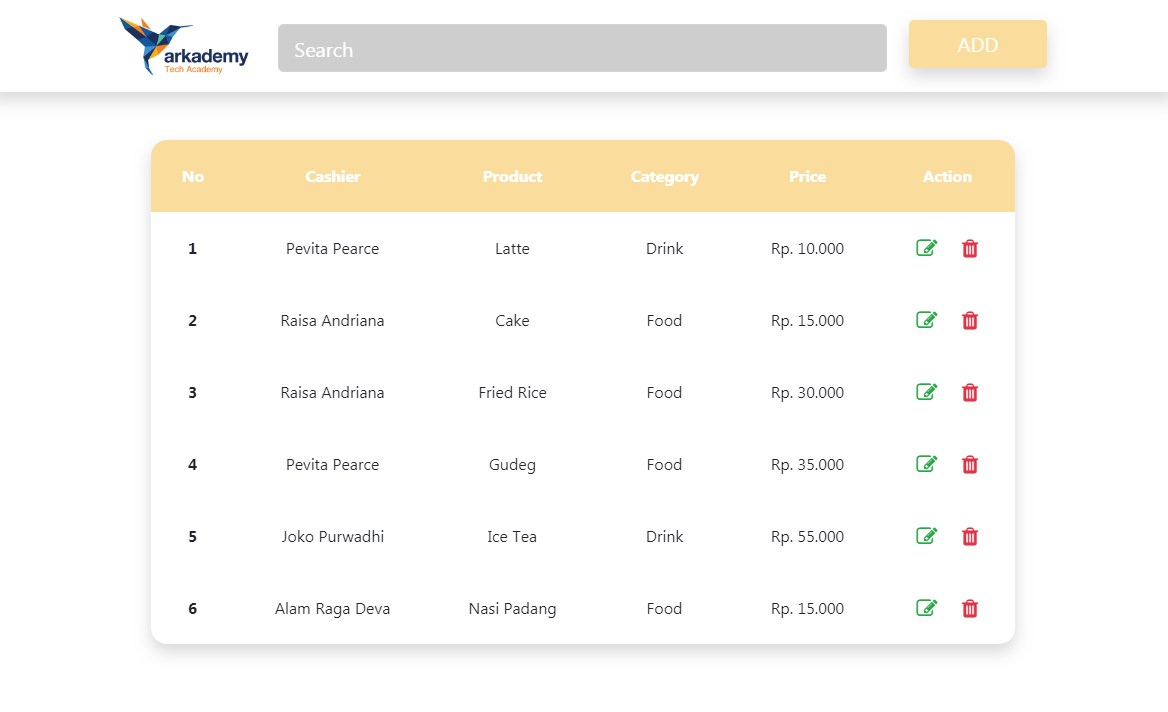 arkademy
Tech Academy
Search
ADD
No Cashier Product Category Price Action
1 Pevita Pearce Latte Drink Rp. 10.000
2 Raisa Andriana Cake Food Rp. 15.000
3 Raisa Andriana Fried Rice Food Rp. 30.000
4 Pevita Pearce Gudeg Food Rp. 35.000
5 Joko Purwadhi Ice Tea Drink Rp. 55.000
6 Alam Raga Deva Nasi Padang Food Rp. 15.000